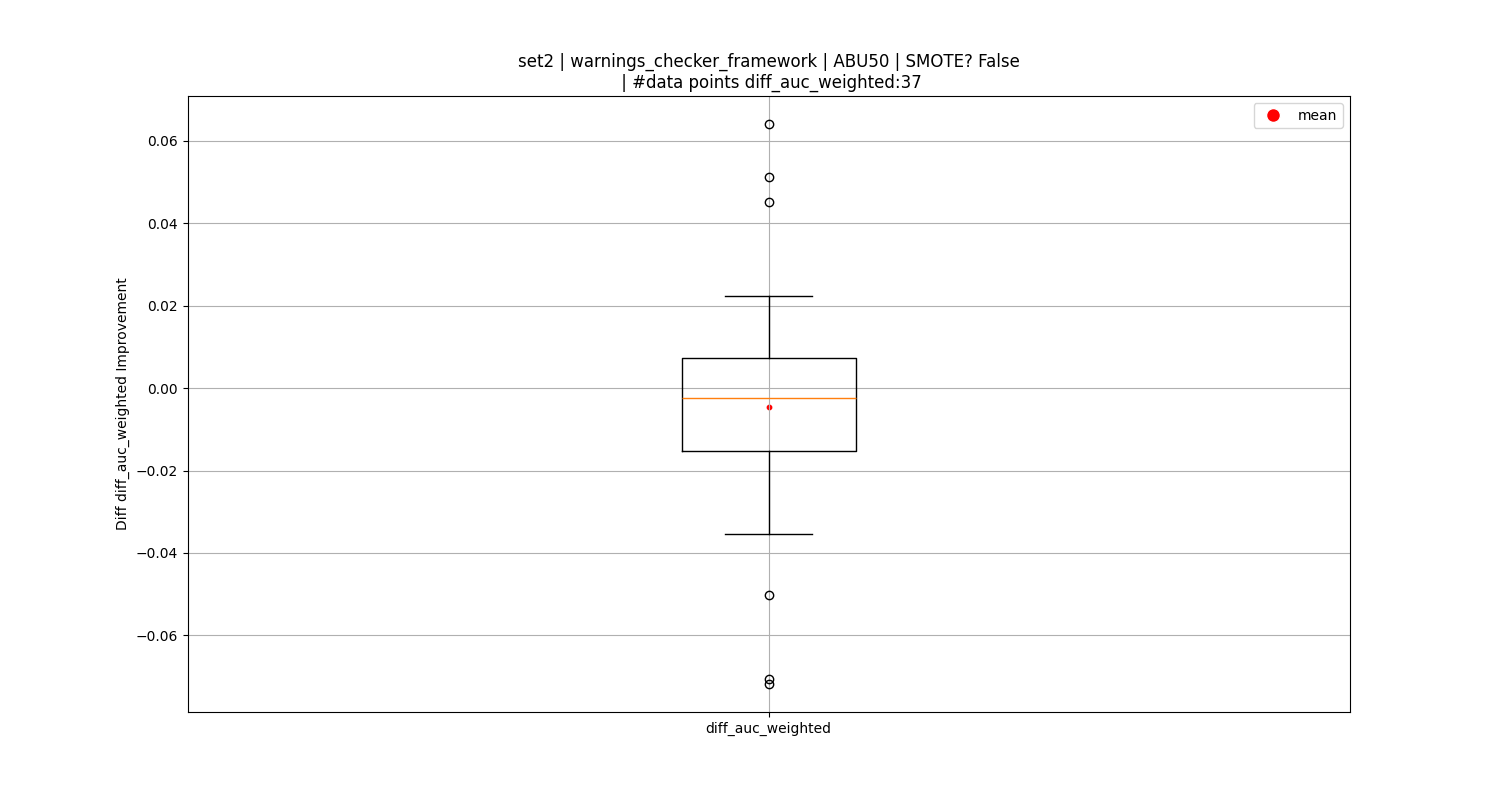 set2 | warnings_checker_framework | ABU50 | SMOTE? False
| #data points diff_auc_weighted:37
mean
0.06
0.04
0.02
0.00
−0.02
−0.04
−0.06
Diff diff_auc_weighted Improvement
diff_auc_weighted